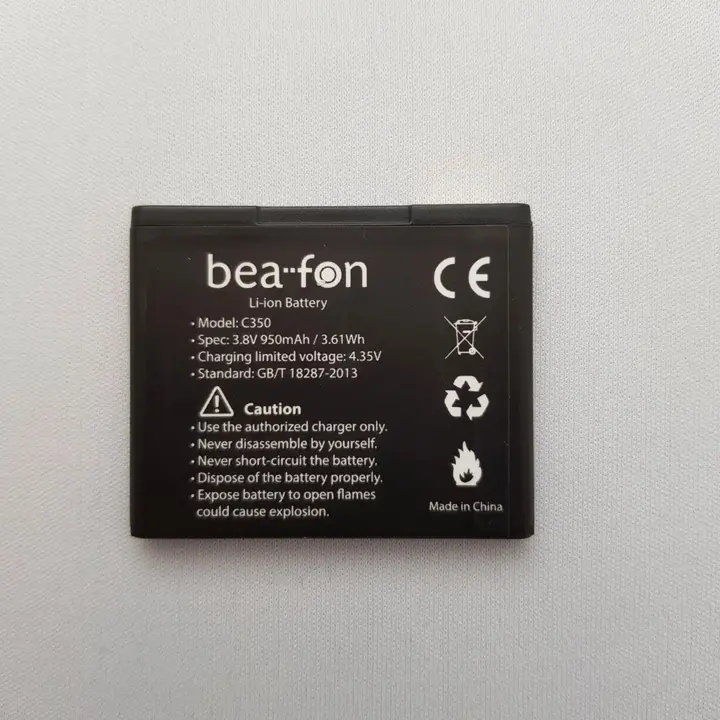 bea-fon
Li-ion Battery
• Model: C350
• Spec: 3.8V 950mAh / 3.61Wh
• Charging limited voltage: 4.35V
• Standard: GB/T 18287-2013
Caution
• Use the authorized charger only.
• Never disassemble by yourself.
• Never short-circuit the battery.
• Dispose of the battery properly.
• Expose battery to open flames
could cause explosion.
CE
Made in China